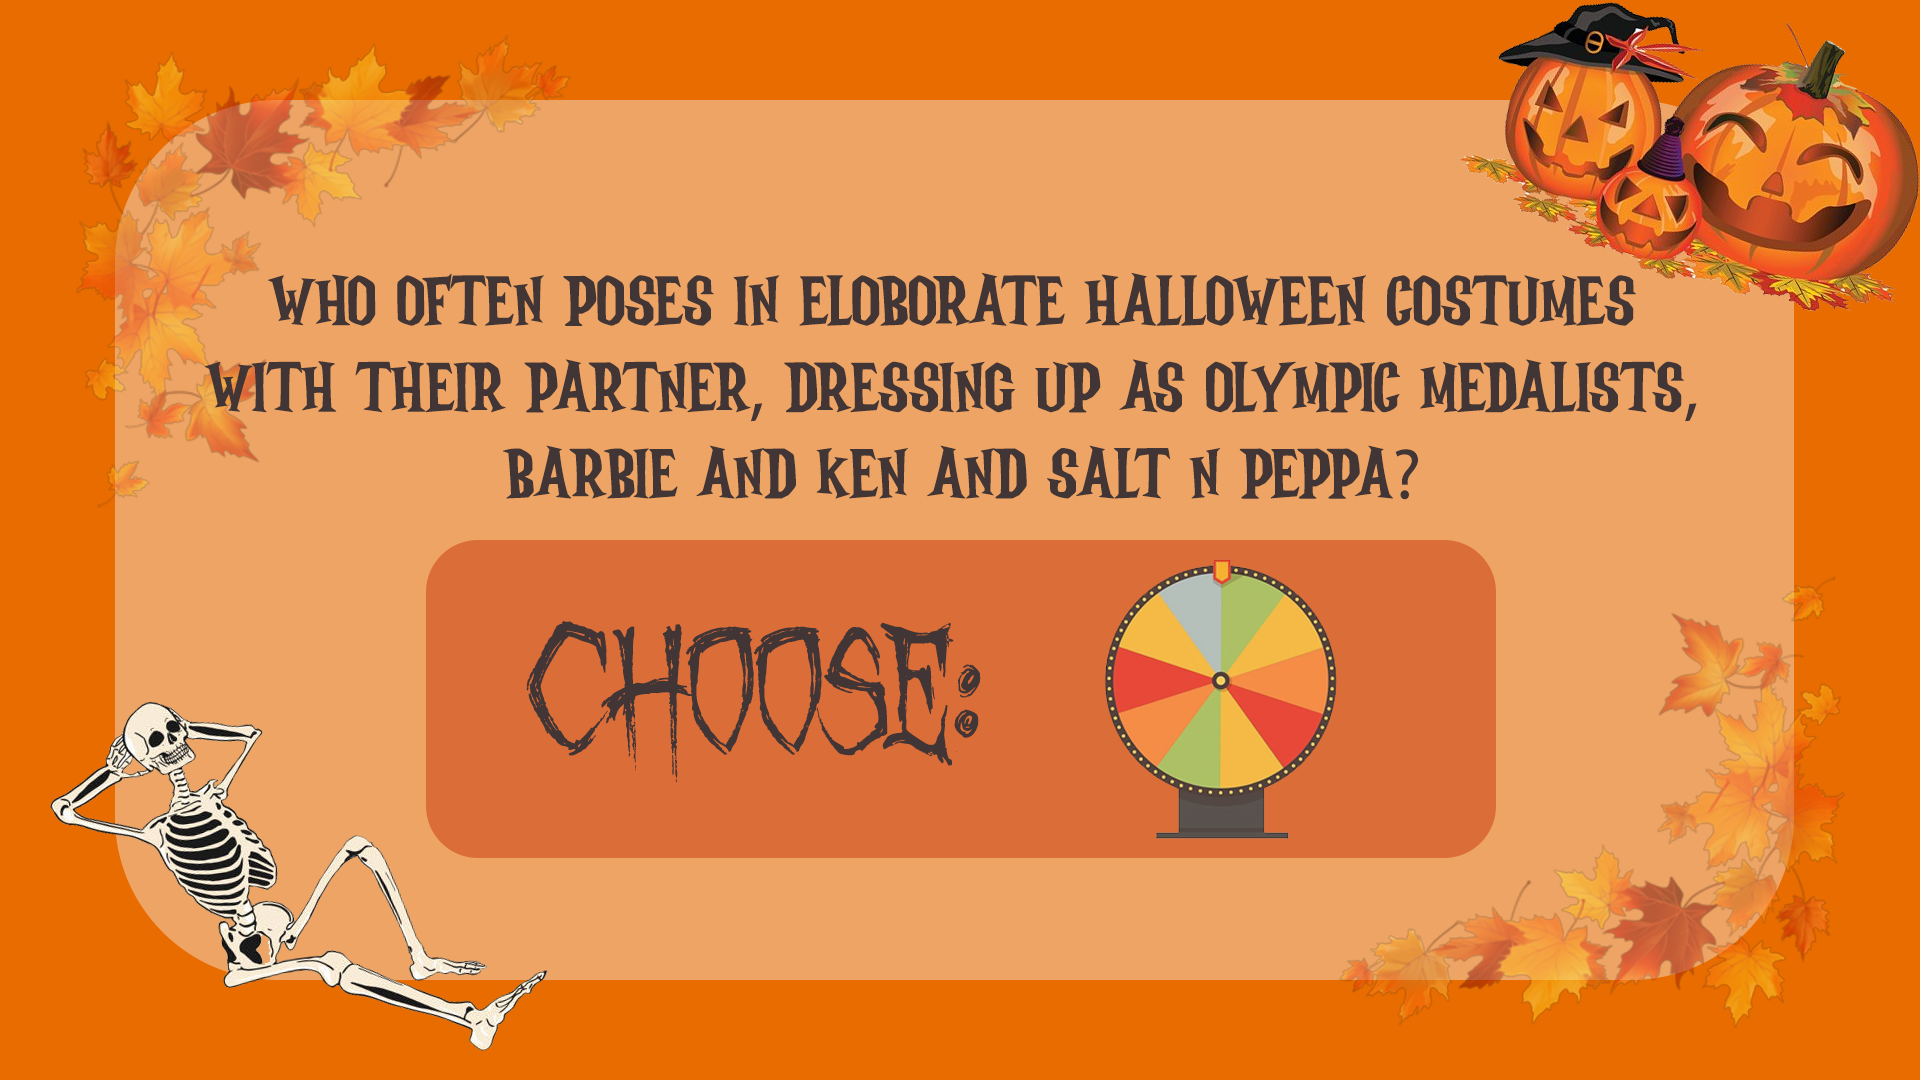 WHO OFTEN POSES IN ELOBORATE HALLOWEEN COSTUMES
WITH THEIR PARTNER, DRESSING UP AS OLYMPIC MEDALISTS,
BARBIE AND KEN AND SALT N PEPPA?
CHOOSE: